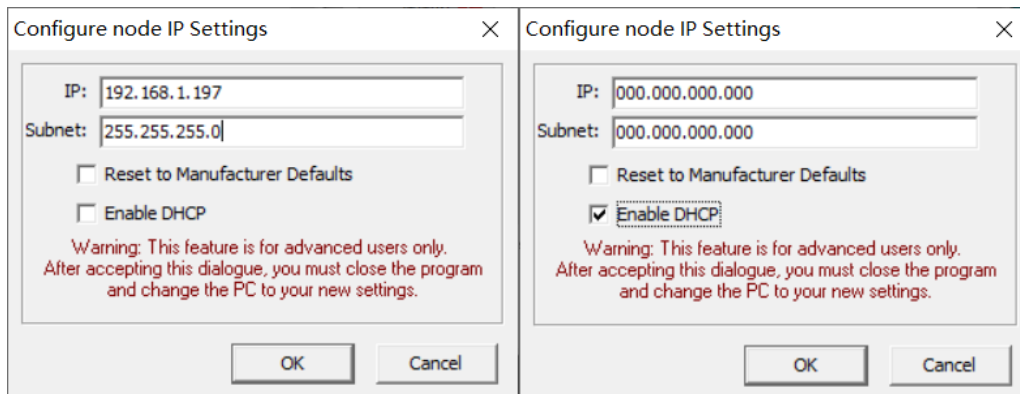 Configure node IP Settings
IP: 192.168.1.197
Subnet: 255.255.255.0
Reset to Manufacturer Defaults
Enable DHCP
Warning: This feature is for advanced users only.
After accepting this dialogue, you must close the program
and change the PC to your new settings.
OK Cancel
Configure node IP Settings
IP: 000.000.000.000
Subnet: 000.000.000.000
Reset to Manufacturer Defaults
Enable DHCP
Warning: This feature is for advanced users only.
After accepting this dialogue, you must close the program
and change the PC to your new settings.
OK Cancel